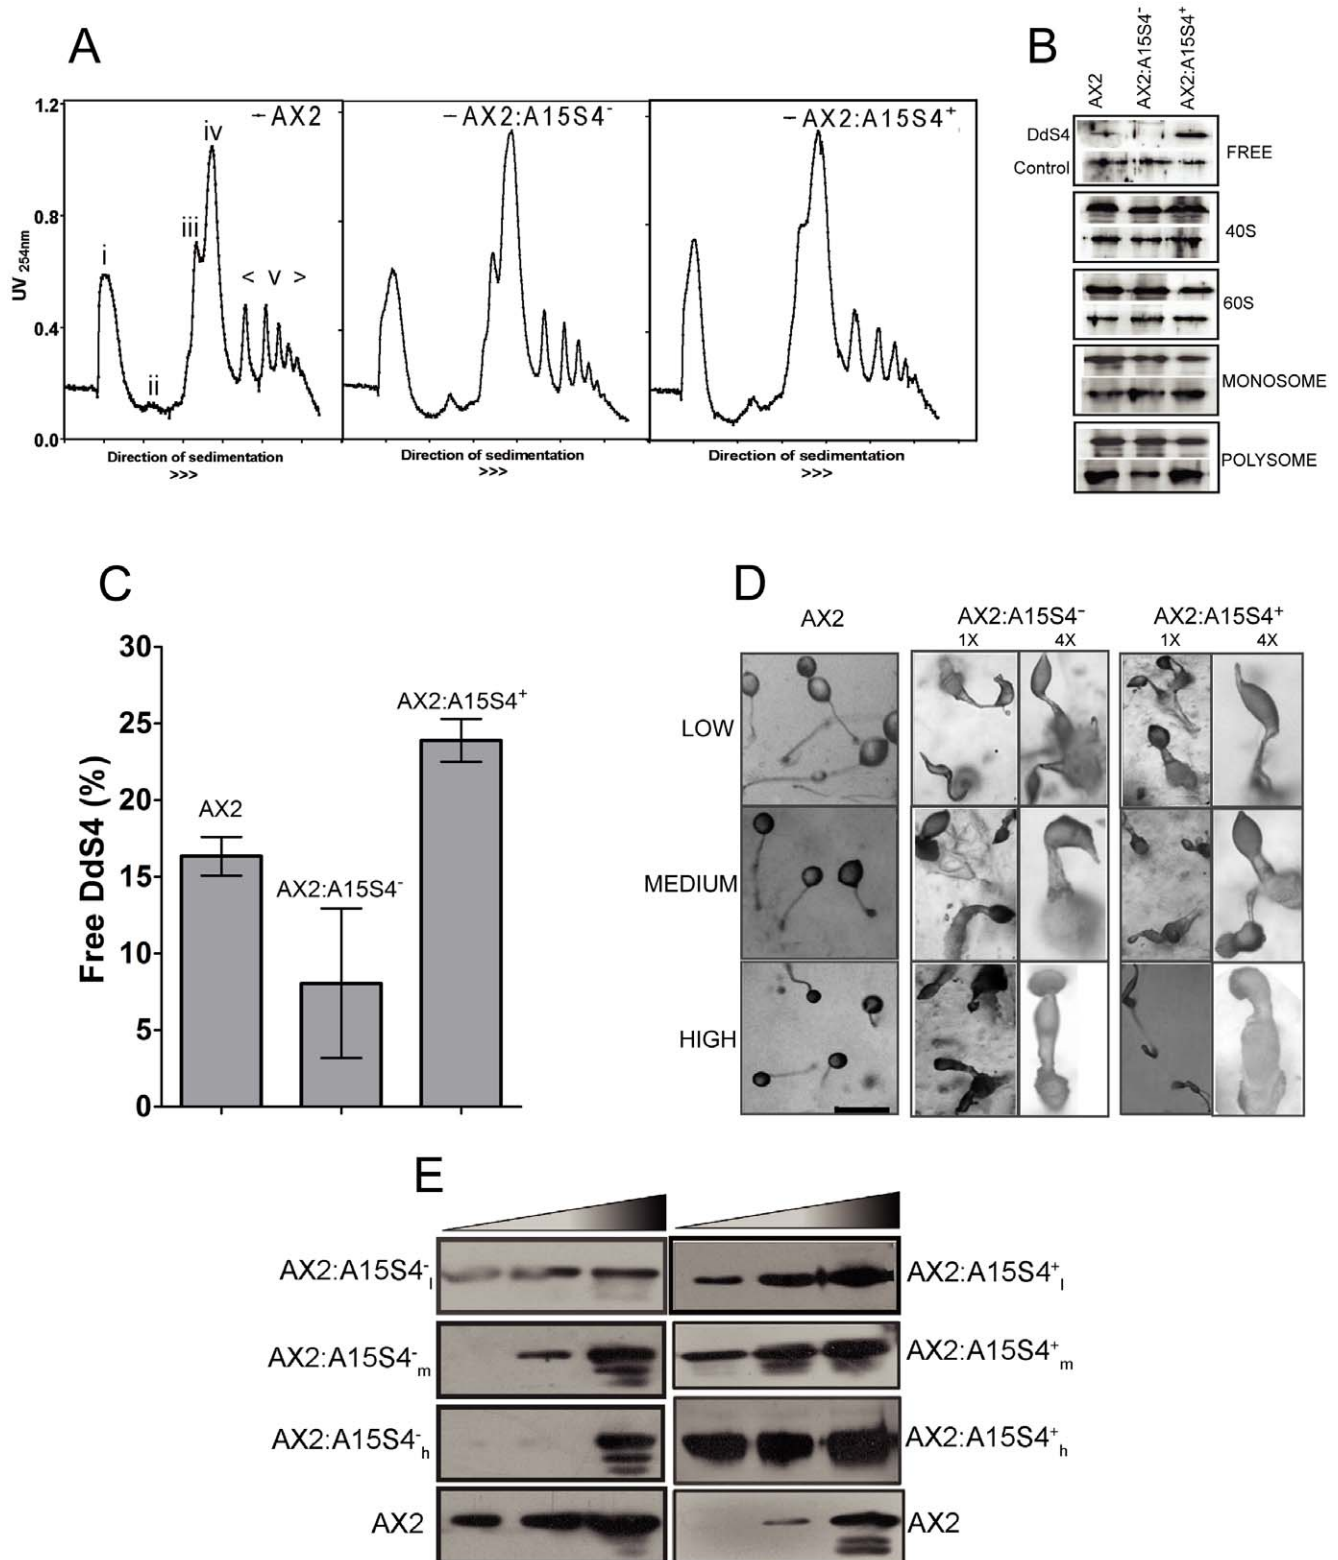 A
1.2
0.8
0.4
0.0
UV 254nm
AX2
i
ii
iii
iv
< v >
AX2:A15S4-
AX2:A15S4+
Direction of sedimentation
>>>
Direction of sedimentation
>>>
Direction of sedimentation
>>>
B
AX2
AX2:A15S4-
AX2:A15S4+
DdS4
Control
FREE
40S
60S
MONOSOME
POLYSOME
C
30
25
20
15
10
5
0
Free DdS4 (%)
AX2
AX2:A15S4-
AX2:A15S4+
D
AX2
AX2:A15S4-
1X 4X
AX2:A15S4+
1X 4X
LOW
MEDIUM
HIGH
E
AX2:A15S4-l
AX2:A15S4+l
AX2:A15S4-m
AX2:A15S4+m
AX2:A15S4-h
AX2:A15S4+h
AX2
AX2